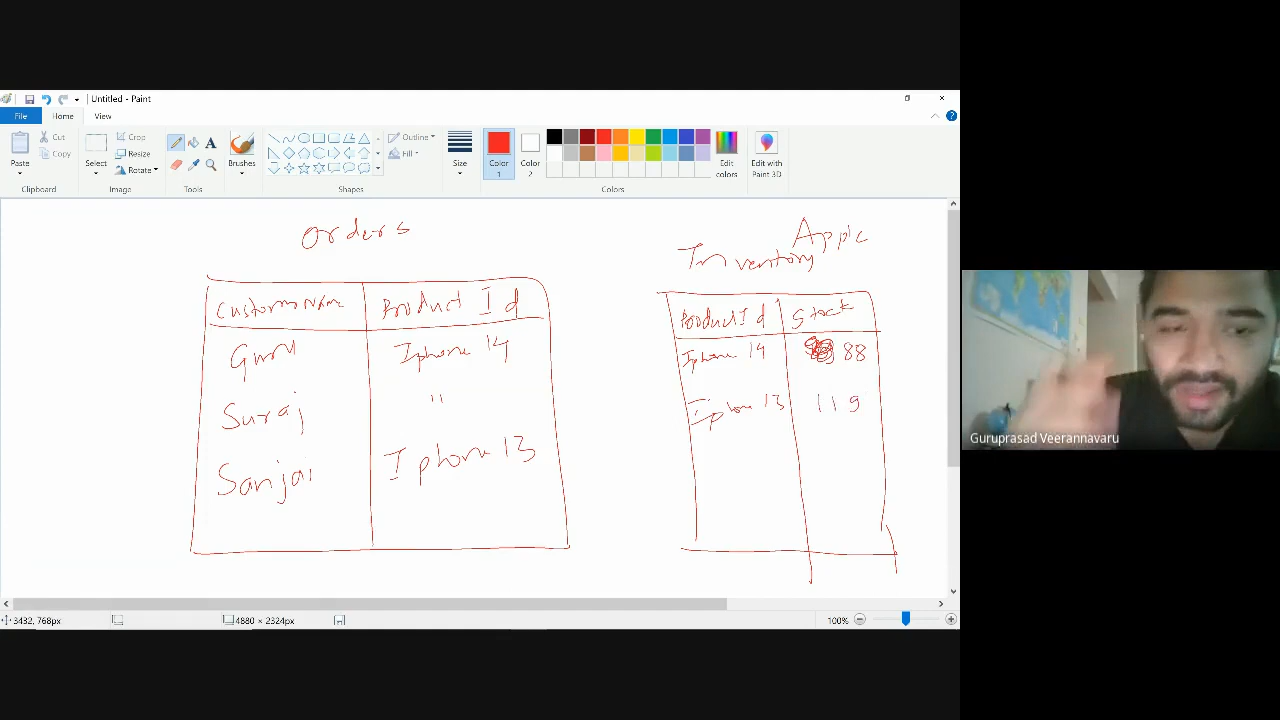 Untitled - Paint
File Home View
Paste
Cut
Copy
Clipboard
Select
Crop
Resize
Rotate
Image
Tools
Brushes
Shapes
Outline
Fill
Size
Color 1
Color 2
Edit colors
Colors
Edit with Paint 3D
Orders
Product Id
Iphone 14
Suraj "
Sanjai Iphone 13
Apple
Inventory
Product Id Stock
Iphone 14 88
Iphone 13 119
Guruprasad Veerannavaru
3432, 768px
4880 × 2324px
100%